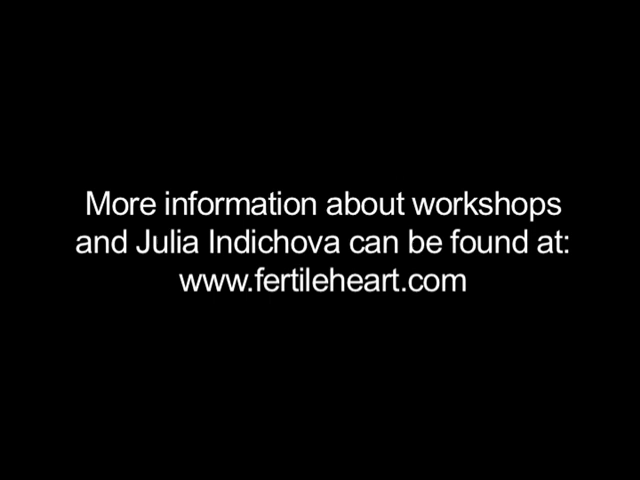 More information about workshops
and Julia Indichova can be found at:
www.fertileheart.com